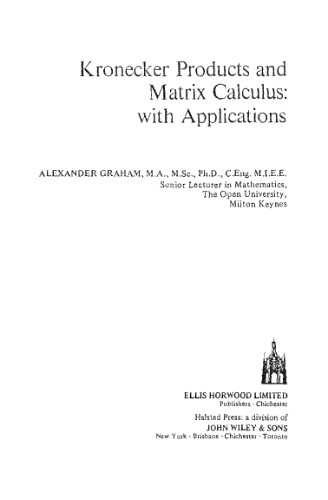 Kronecker Products and
Matrix Calculus:
with Applications
ALEXANDER GRAHAM, M.A., M.Sc., Ph.D., C.Eng. M.I.E.E.
Senior Lecturer in Mathematics,
The Open University,
Milton Keynes
ELLIS HORWOOD LIMITED
Publishers · Chichester
Halsted Press: a division of
JOHN WILEY & SONS
New York · Brisbane · Chichester · Toronto